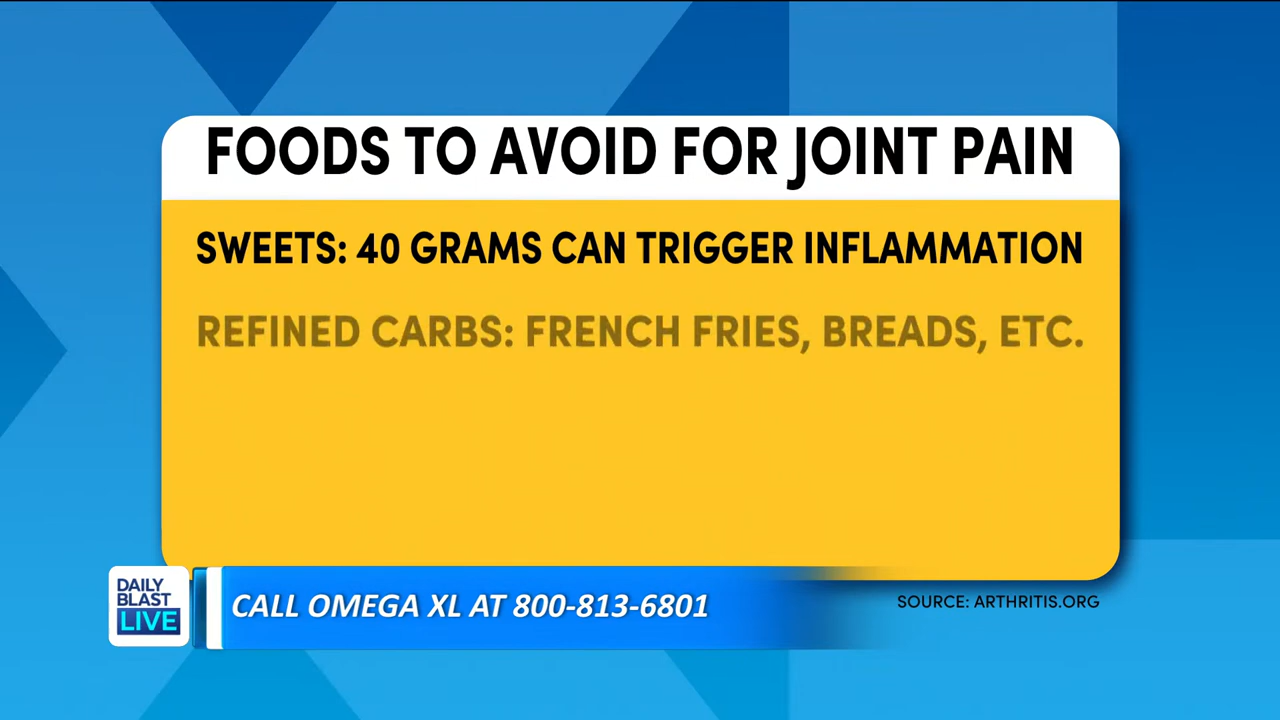 FOODS TO AVOID FOR JOINT PAIN
SWEETS: 40 GRAMS CAN TRIGGER INFLAMMATION
REFINED CARBS: FRENCH FRIES, BREADS, ETC.
DAILY
BLAST
LIVE
CALL OMEGA XL AT 800-813-6801
SOURCE: ARTHRITIS.ORG